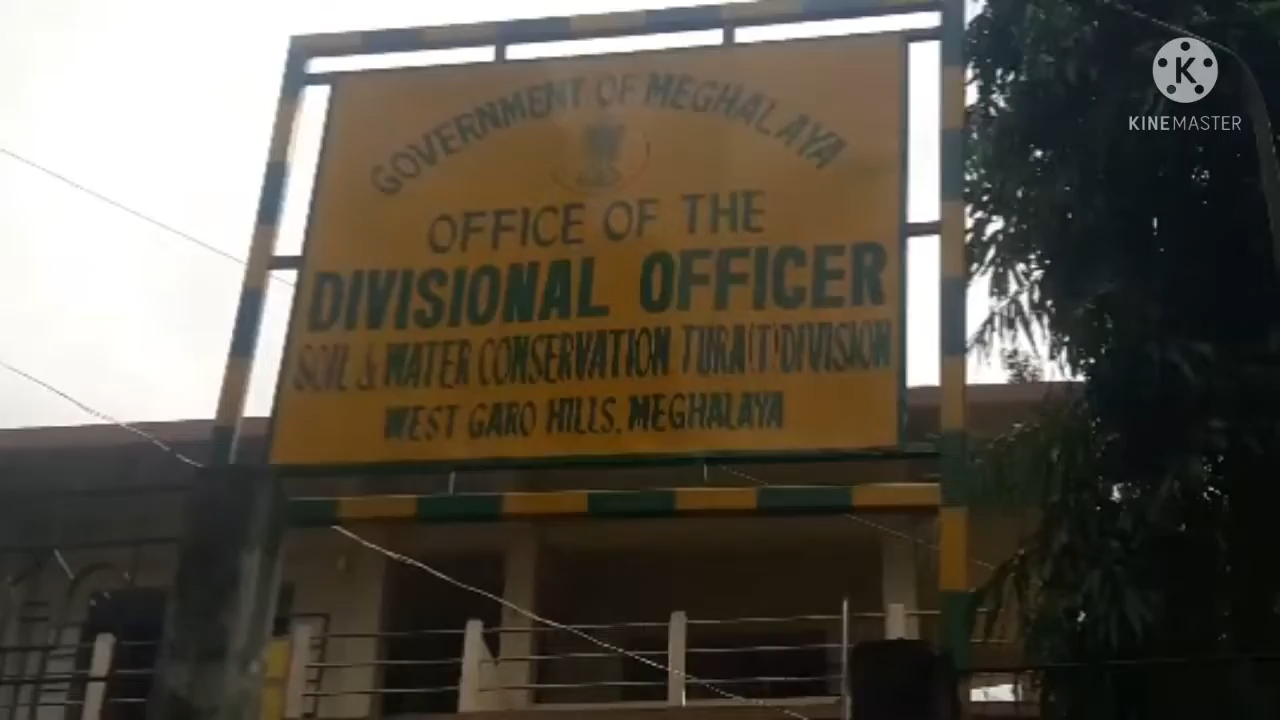 GOVERNMENT OF MEGHALAYA
OFFICE OF THE
DIVISIONAL OFFICER
SOIL & WATER CONSERVATION TURA(T)DIVISION
WEST GARO HILLS, MEGHALAYA
K
KINEMASTER